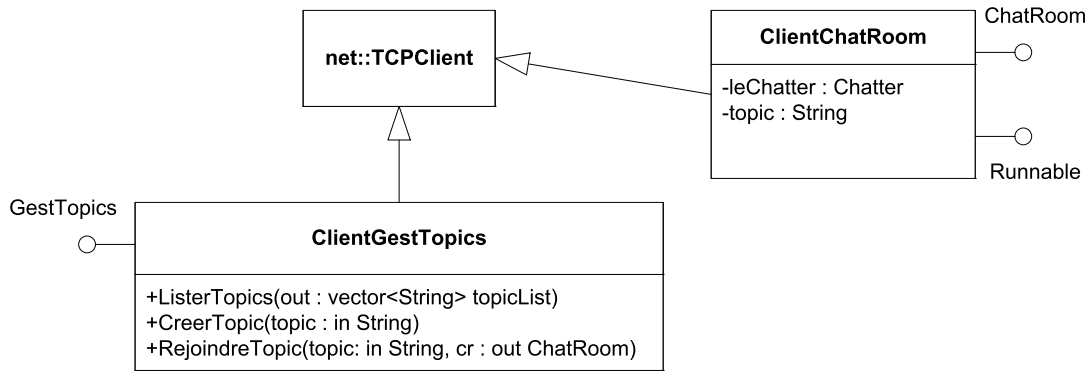 ChatRoom
ClientChatRoom
net::TCPClient
-leChatter : Chatter
-topic : String
Runnable
GestTopics
ClientGestTopics
+ListerTopics(out : vector<String> topicList)
+CreerTopic(topic : in String)
+RejoindreTopic(topic: in String, cr : out ChatRoom)